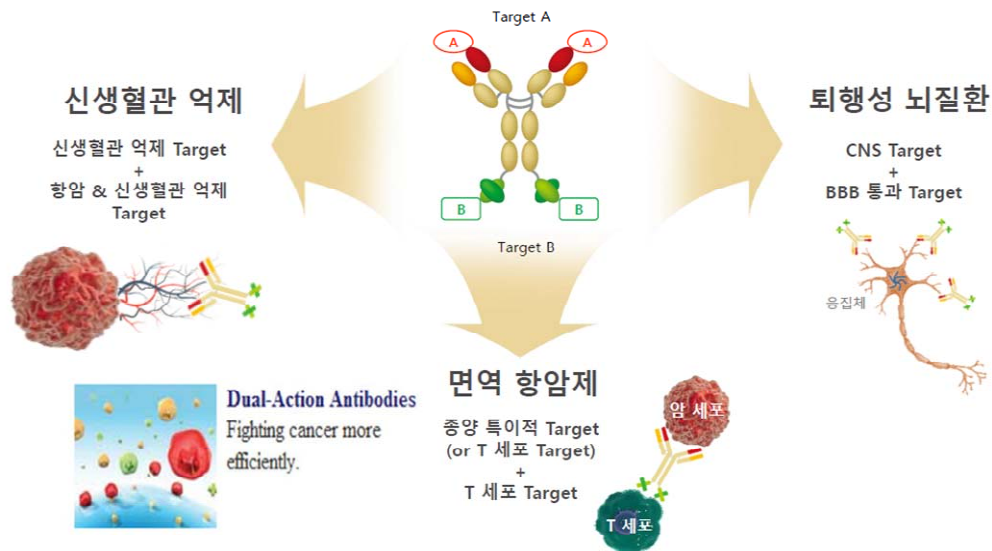 Target A
A
A
B
B
Target B
신생혈관 억제
신생혈관 억제 Target
+
항암 & 신생혈관 억제
Target
퇴행성 뇌질환
CNS Target
+
BBB 통과 Target
응집체
Dual-Action Antibodies
Fighting cancer more
efficiently.
면역 항암제
종양 특이적 Target
(or T 세포 Target)
+
T 세포 Target
암 세포
T 세포